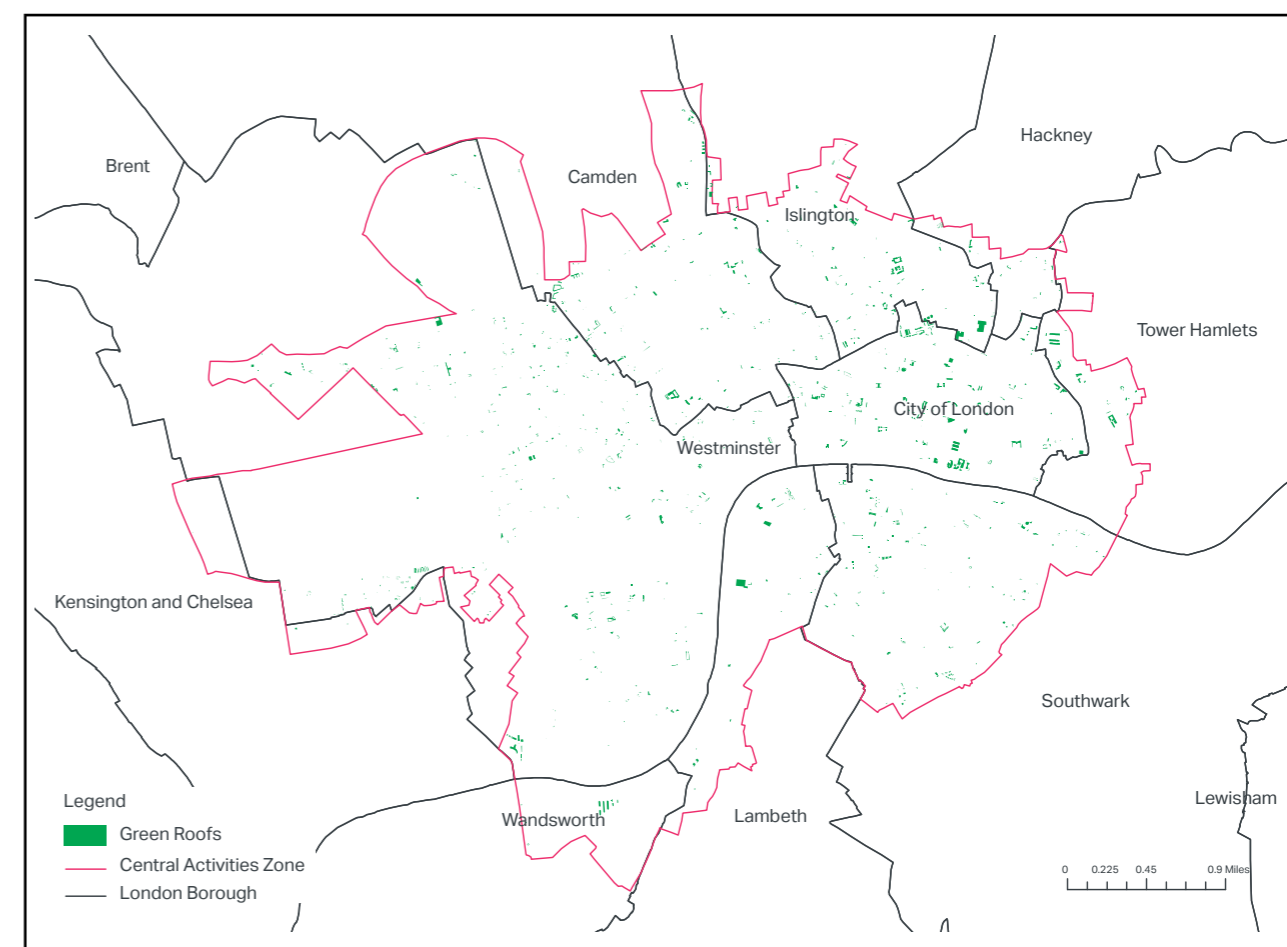 Hackney
Brent
Camden
Islington
Tower Hamlets
City of London
Westminster
Kensington and Chelsea
Southwark
Lewisham
Legend
Green Roofs
Central Activities Zone
London Borough
Wandsworth
Lambeth
0 0.225 0.45 0.9 Miles